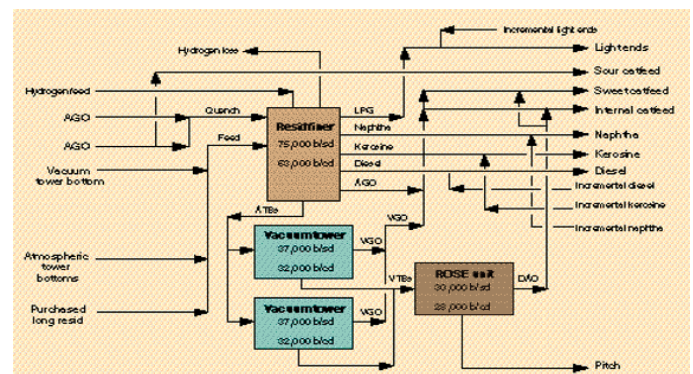 Incremental light ends
Hydrogen loss
Light ends
Sour catfeed
Hydrogen feed
Sweet catfeed
AGO
Quench
LPG
Internal catfeed
Residfiner
Naphtha
Naphtha
75,000 b/sd
AGO
Feed
Kerosine
Kerosine
63,000 b/cd
Diesel
Diesel
Vacuum
tower bottom
AGO
Incremental diesel
ATBs
Incremental kerosine
VGO
Incremental naphtha
Vacuum tower
37,000 b/sd
VGO
32,000 b/cd
Atmospheric
tower
bottoms
VTBs
ROSE unit
DAO
30,000 b/sd
28,000 b/cd
Vacuum tower
37,000 b/sd
VGO
32,000 b/cd
Purchased
long resid
Pitch